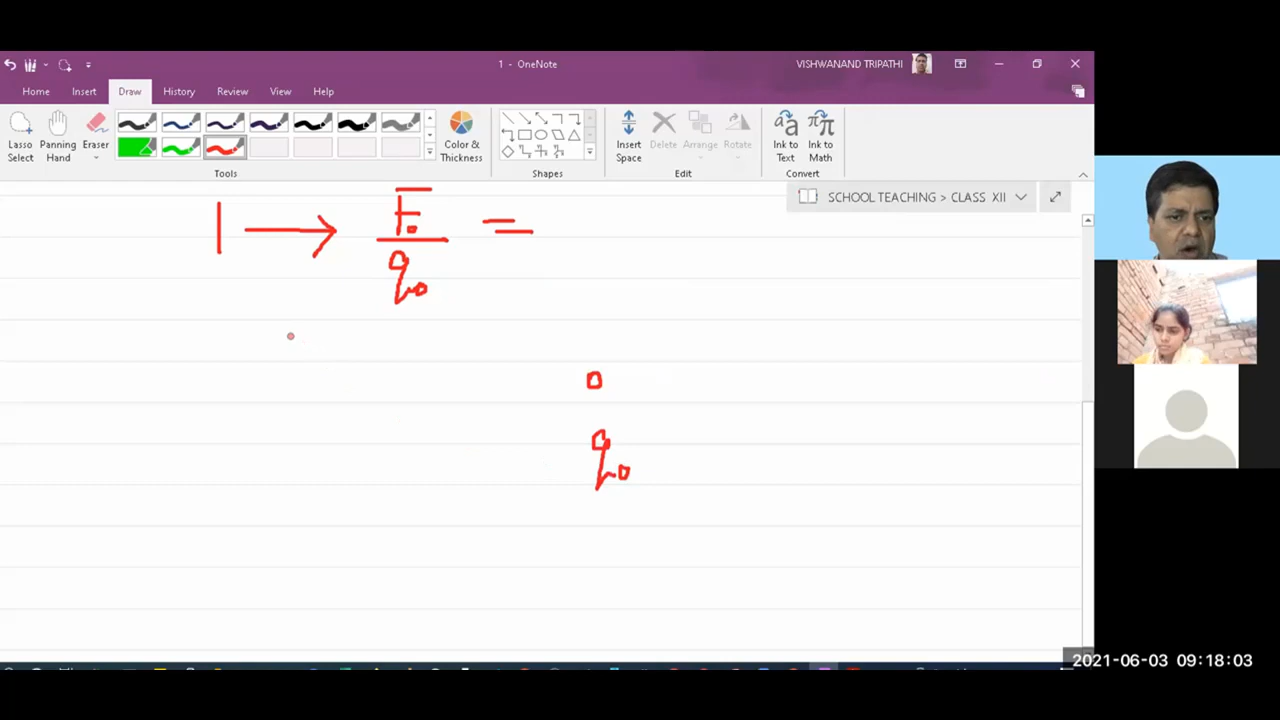 1 - OneNote
VISHWANAND TRIPATHI
Home Insert Draw History Review View Help
Lasso Select
Panning Hand
Eraser
Color & Thickness
Insert Space
Delete
Arrange
Rotate
Ink to Text
Ink to Math
Tools
Shapes
Edit
Convert
SCHOOL TEACHING > CLASS XII
1 → F₀/q₀ =
q₀
2021-06-03 09:18:03